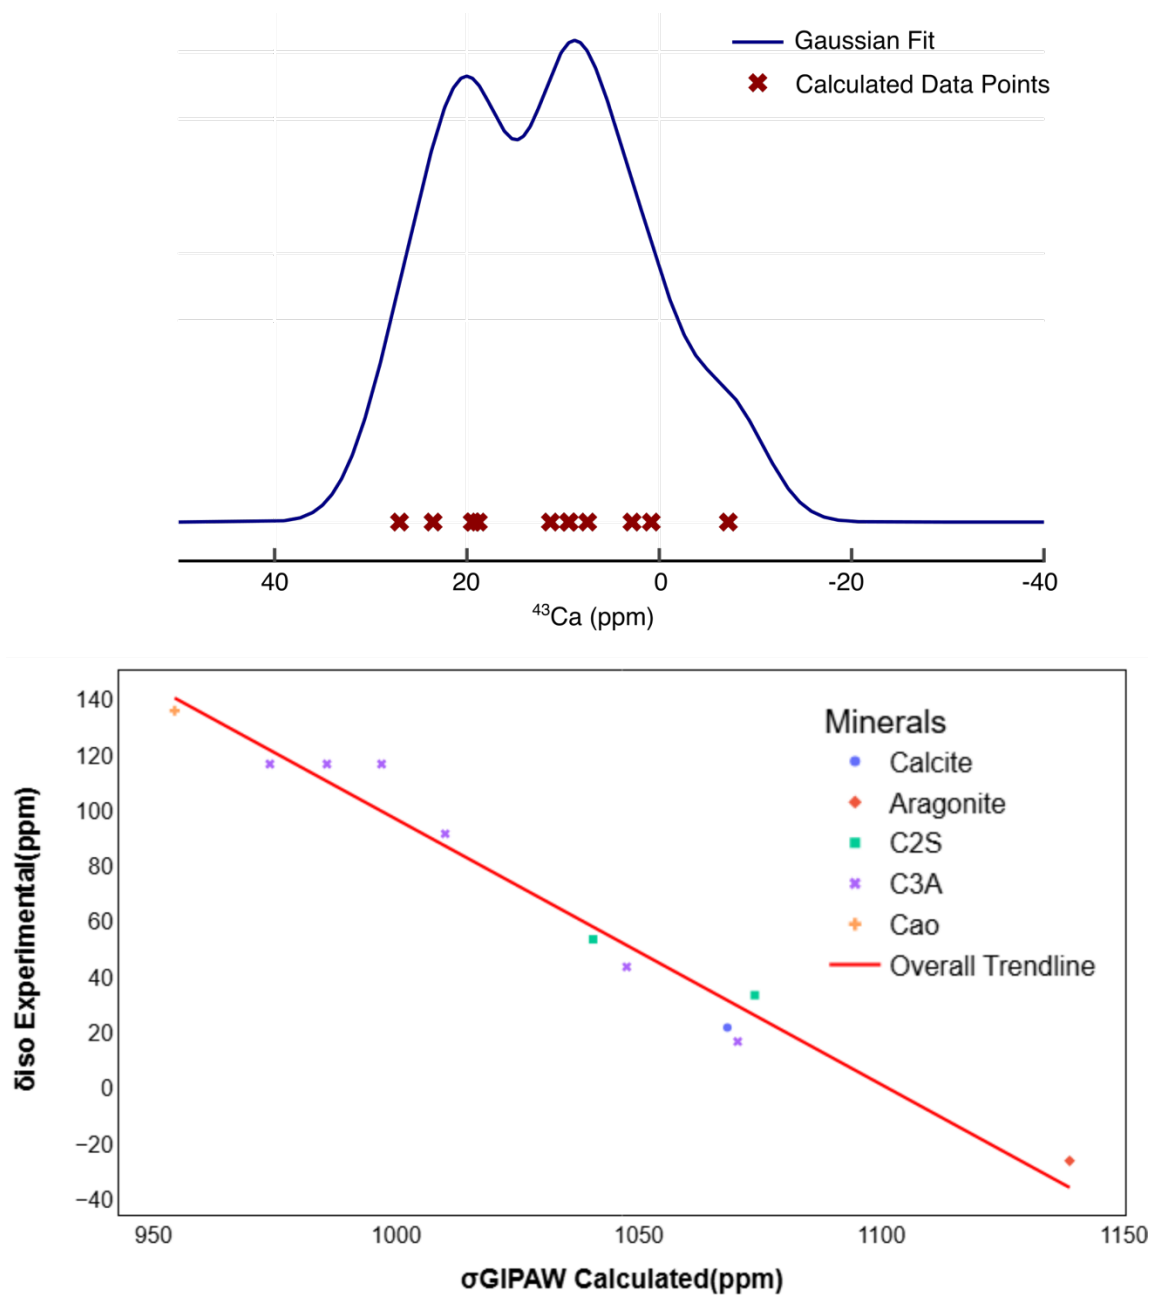 Gaussian Fit
Calculated Data Points
40 20 0 -20 -40
⁴³Ca (ppm)
140
120
100
80
60
40
20
0
−20
−40
δiso Experimental(ppm)
Minerals
Calcite
Aragonite
C2S
C3A
Cao
Overall Trendline
950 1000 1050 1100 1150
σGIPAW Calculated(ppm)